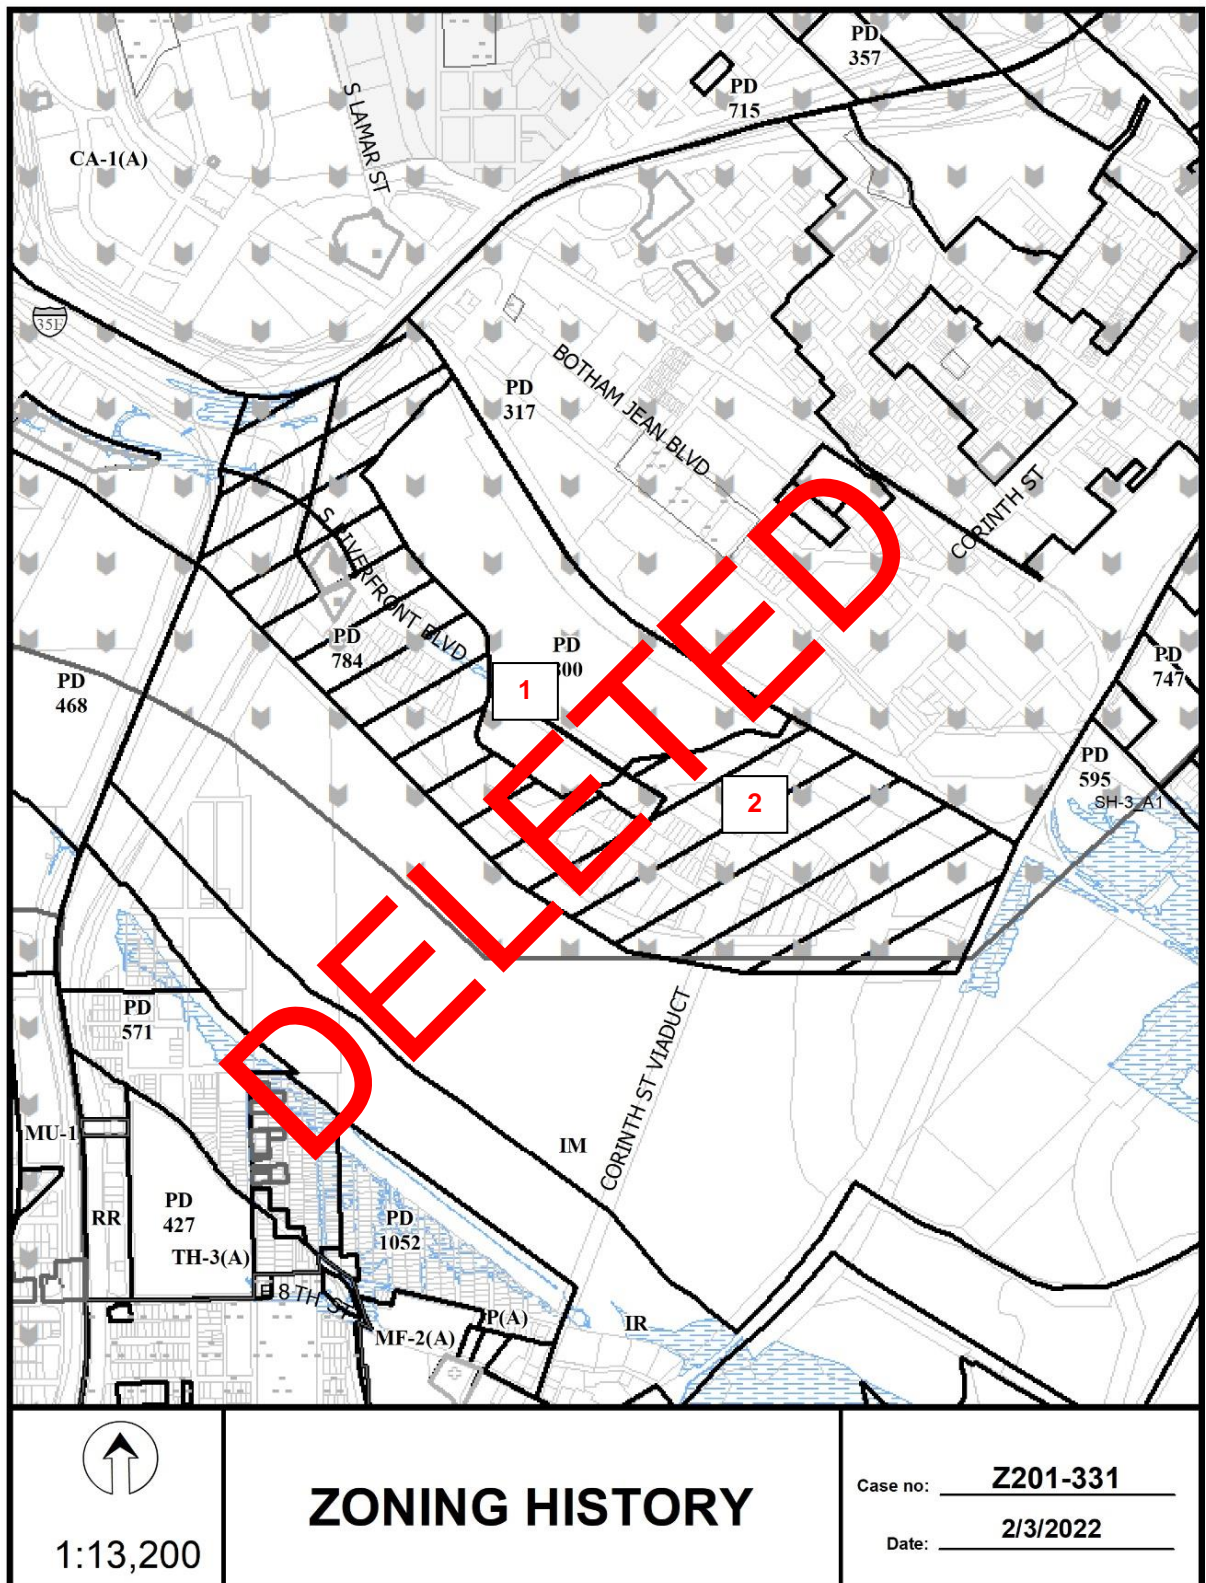 PD
357
PD
715
CA-1(A)
S LAMAR ST
35E
PD
317
BOTHAM JEAN BLVD
CORINTH ST
S RIVERFRONT BLVD
PD
784
PD
800
PD
468
PD
747
PD
595
SH-3_A1
1
2
DELETED
PD
571
CORINTH ST VIADUCT
MU-1
IM
RR
PD
427
PD
1052
TH-3(A)
E 8TH ST
P(A)
MF-2(A)
IR
1:13,200
ZONING HISTORY
Case no: Z201-331
Date: 2/3/2022